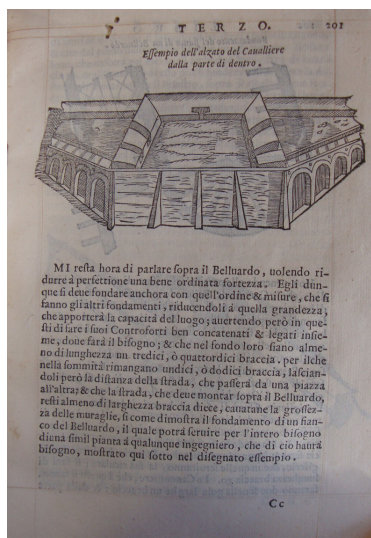 TERZO. 201
Essempio dell'alzato del Cavalliere
dalla parte di dentro.
MI resta hora di parlare sopra il Belluardo, uolendo ri-
durre à perfettione una bene ordinata fortezza. Egli dun-
que si deue fondare anchora con quell'ordine & misure, che si
fanno gli altri fondamenti, riducendoli á quella grandezza,
che apporterà la capacità del luogo; auertendo però in que-
sti di fare i suoi Controforti ben concatenati & legati insie-
me, doue farà il bisogno; & che nel fondo loro siano alme-
no di lunghezza un tredici, ò quattordici braccia, per ilche
nella sommità rimangano undici, ò dodici braccia, lascian-
doli però la distanza della strada, che passerà da una piazza
all'altra; & che la strada, che deue montar sopra il Belluardo,
resti almeno di larghezza braccia diece, cauatane la grossez-
za delle muraglie, si come dimostra il fondamento di un fian-
co del Belluardo, il quale potrà seruire per l'intero bisogno
di una simil pianta à qualunque ingegniero, che di cio haurà
bisogno, mostrato qui sotto nel disegnato essempio.
Cc